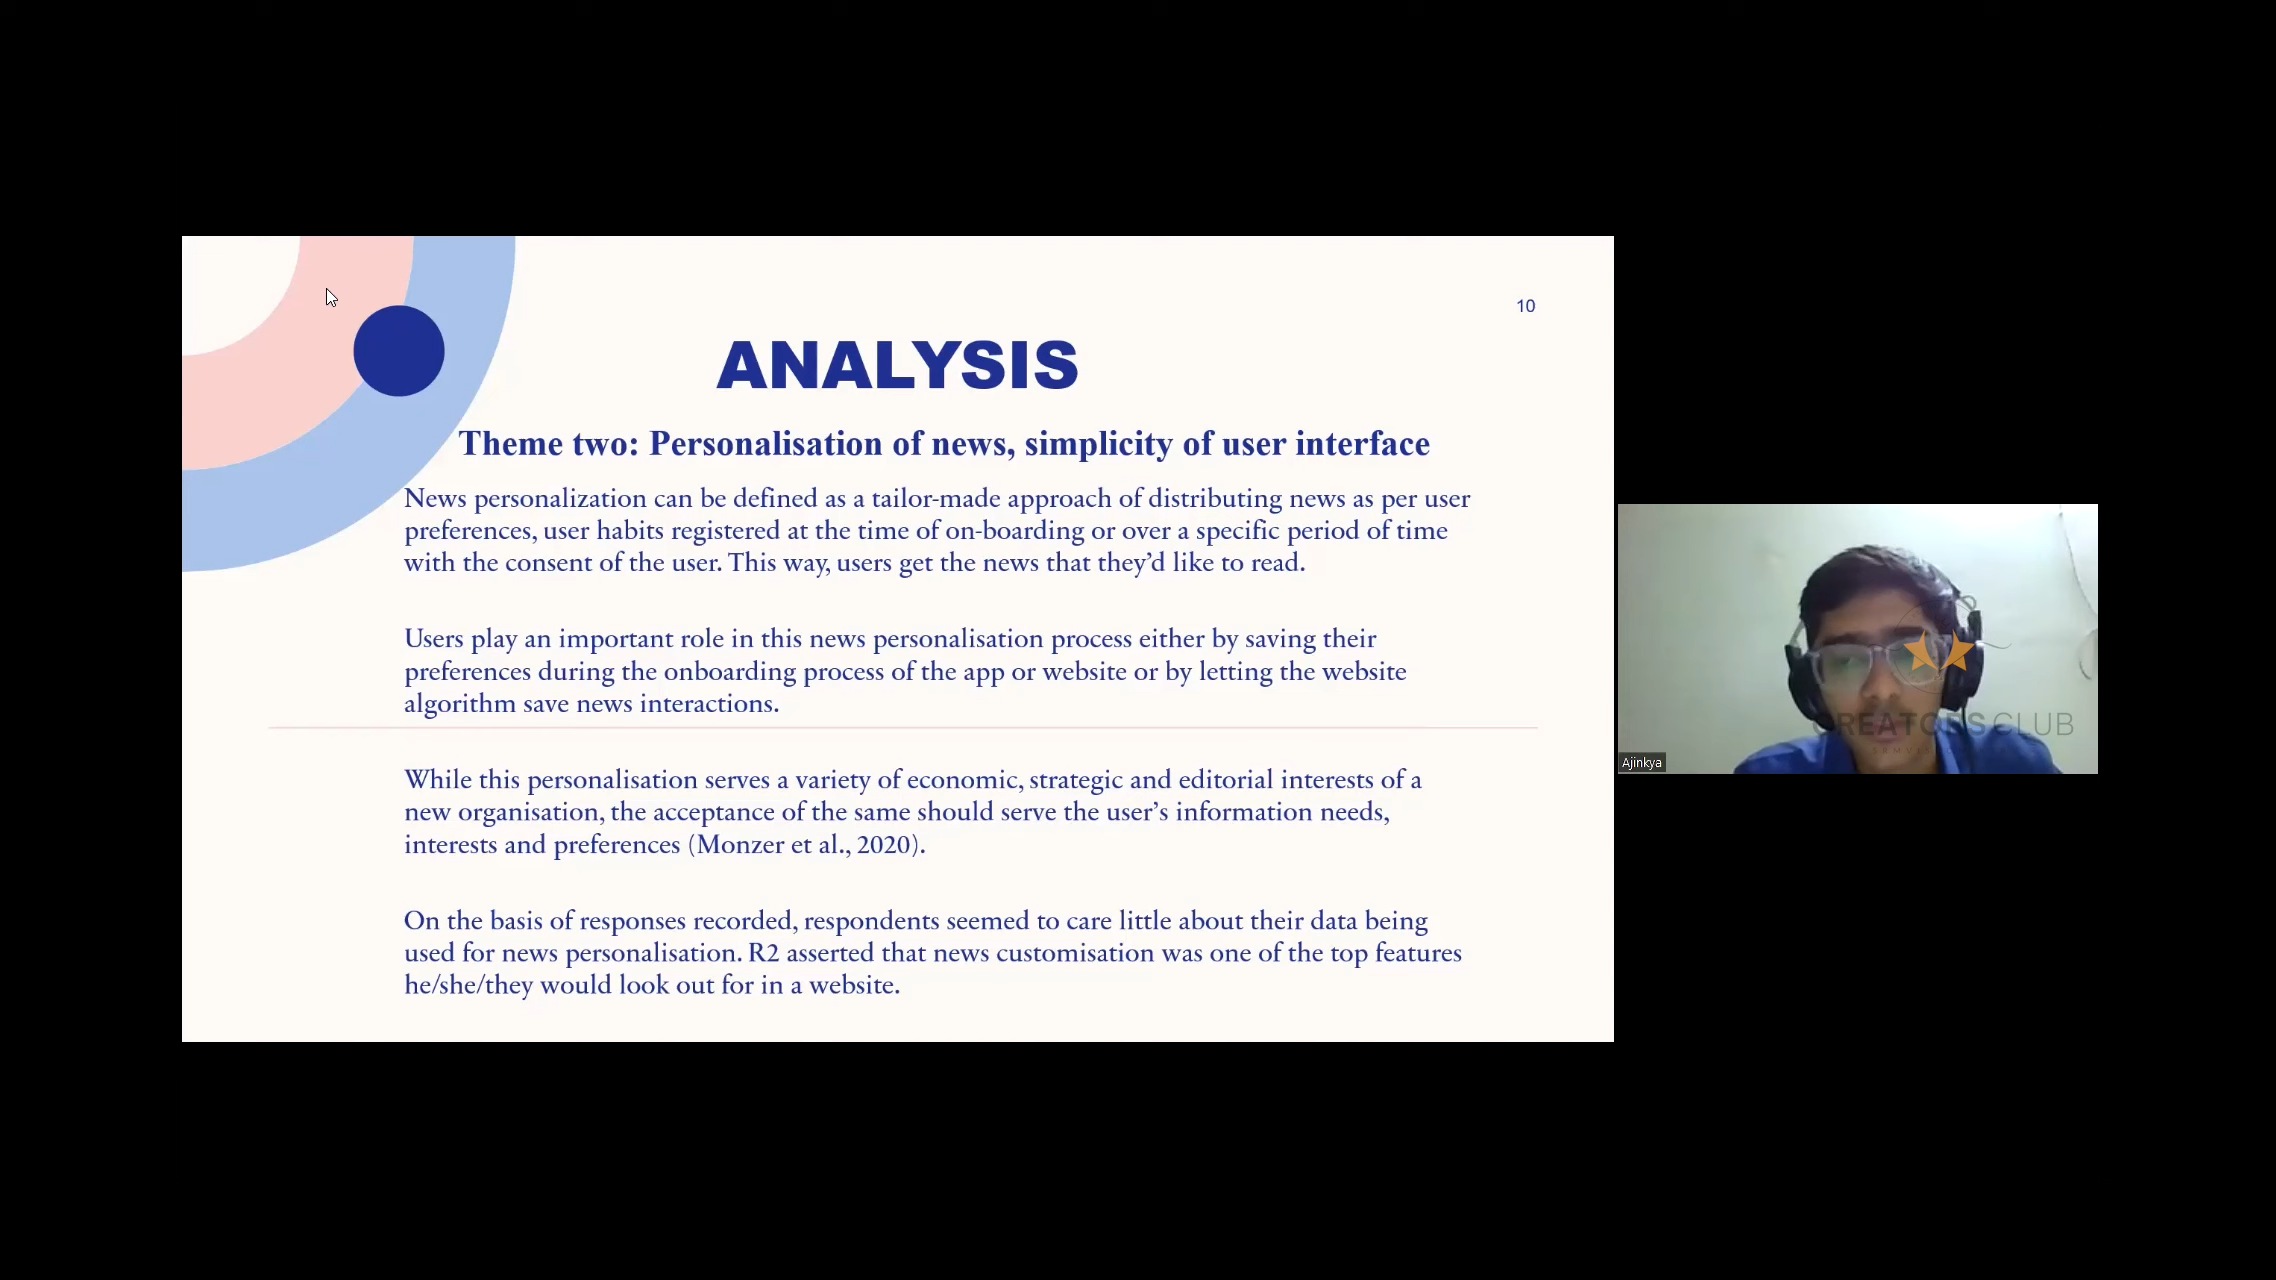 10
ANALYSIS
Theme two: Personalisation of news, simplicity of user interface
News personalization can be defined as a tailor-made approach of distributing news as per user
preferences, user habits registered at the time of on-boarding or over a specific period of time
with the consent of the user. This way, users get the news that they’d like to read.
Users play an important role in this news personalisation process either by saving their
preferences during the onboarding process of the app or website or by letting the website
algorithm save news interactions.
While this personalisation serves a variety of economic, strategic and editorial interests of a
new organisation, the acceptance of the same should serve the user’s information needs,
interests and preferences (Monzer et al., 2020).
On the basis of responses recorded, respondents seemed to care little about their data being
used for news personalisation. R2 asserted that news customisation was one of the top features
he/she/they would look out for in a website.
CREATORS CLUB
Ajinkya